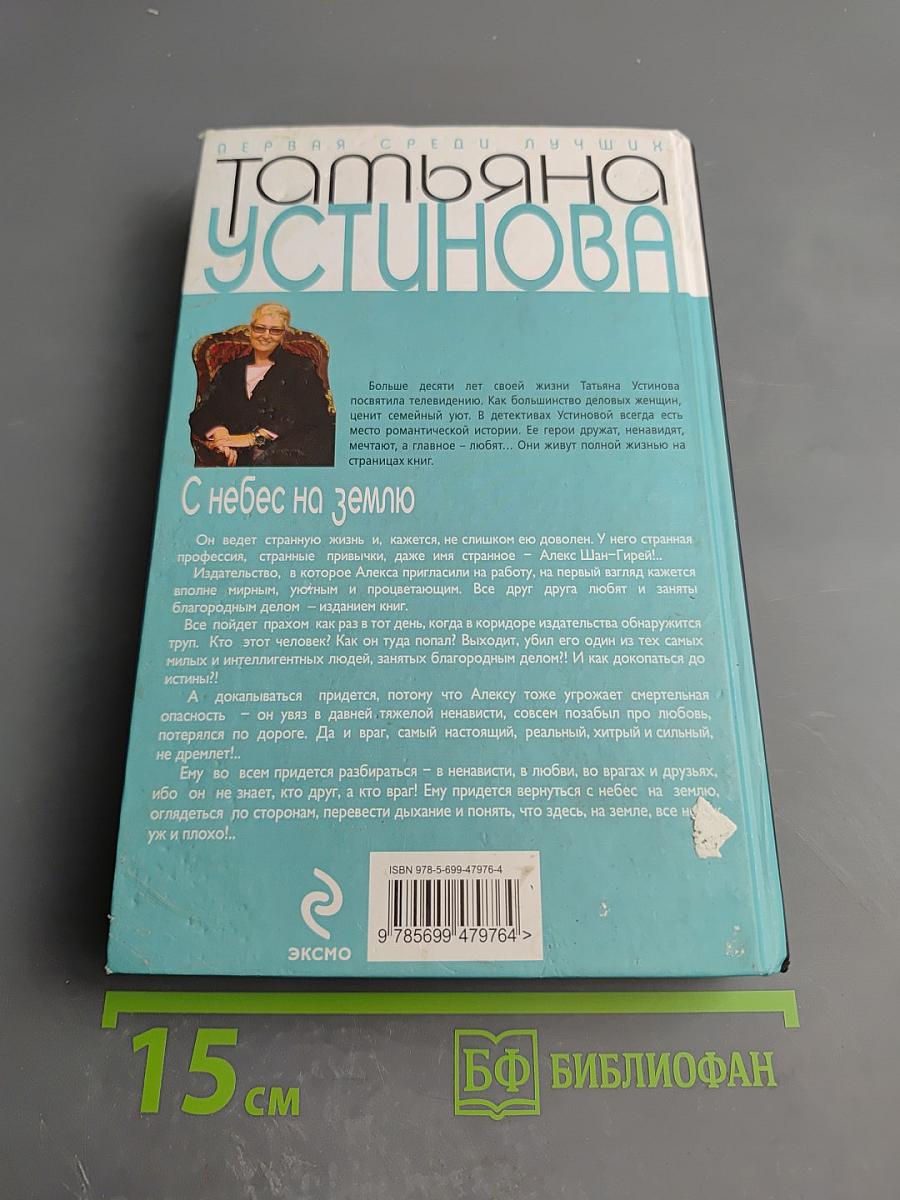 ПЕРВАЯ СРЕДИ ЛУЧШИХ
Татьяна
УСТИНОВА
Больше десяти лет своей жизни Татьяна Устинова
посвятила телевидению. Как большинство деловых женщин,
ценит семейный уют. В детективах Устиновой всегда есть
место романтической истории. Ее герои дружат, ненавидят,
мечтают, а главное – любят... Они живут полной жизнью на
страницах книг.
С небес на землю
Он ведет странную жизнь и, кажется, не слишком ею доволен. У него странная
профессия, странные привычки, даже имя странное – Алекс Шан-Гирей!..
Издательство, в которое Алекса пригласили на работу, на первый взгляд кажется
вполне мирным, уютным и процветающим. Все друг друга любят и заняты
благородным делом – изданием книг.
Все пойдет прахом как раз в тот день, когда в коридоре издательства обнаружится
труп. Кто этот человек? Как он туда попал? Выходит, убил его один из тех самых
милых и интеллигентных людей, занятых благородным делом?! И как докопаться до
истины?!
А докапываться придется, потому что Алексу тоже угрожает смертельная
опасность – он увяз в давней тяжелой ненависти, совсем позабыл про любовь,
потерялся по дороге. Да и враг, самый настоящий, реальный, хитрый и сильный,
не дремлет!..
Ему во всем придется разбираться – в ненависти, в любви, во врагах и друзьях,
ибо он не знает, кто друг, а кто враг! Ему придется вернуться с небес на землю,
оглядеться по сторонам, перевести дыхание и понять, что здесь, на земле, все
уж и плохо!..
ISBN 978-5-699-47976-4
9 785699 479764 >
ЭКСМО
15 см
БФ БИБЛИОФАН